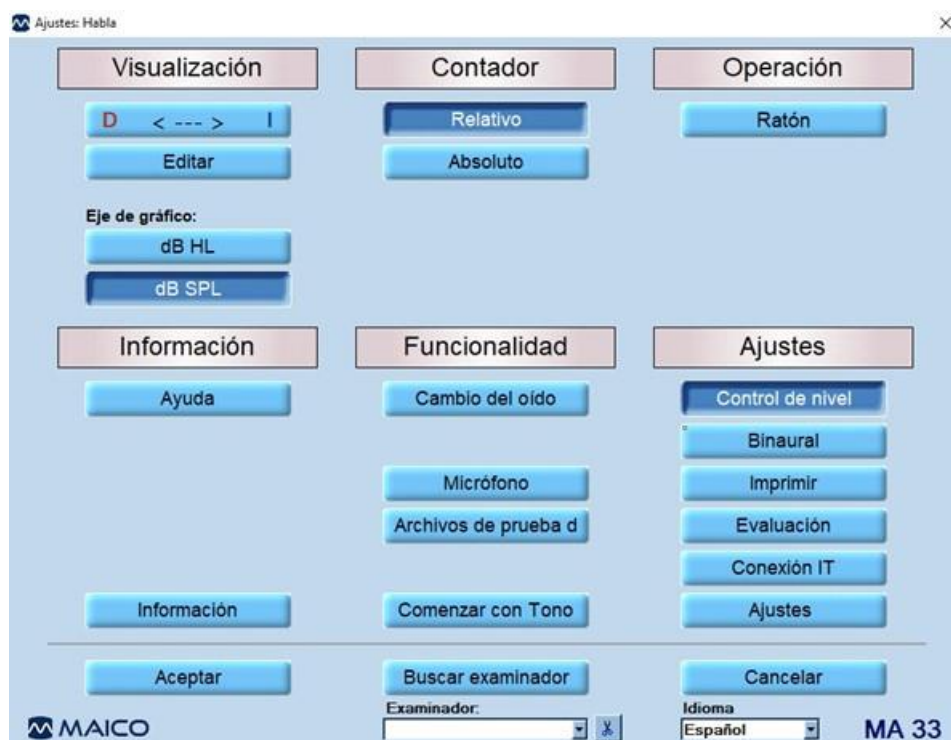 Ajustes: Habla
Visualización
Contador
Operación
D < --- > I
Relativo
Ratón
Editar
Absoluto
Eje de gráfico:
dB HL
dB SPL
Información
Funcionalidad
Ajustes
Ayuda
Cambio del oído
Control de nivel
Binaural
Micrófono
Imprimir
Archivos de prueba d
Evaluación
Conexión IT
Información
Comenzar con Tono
Ajustes
Aceptar
Buscar examinador
Cancelar
Examinador:
Idioma
Español
MAICO
MA 33